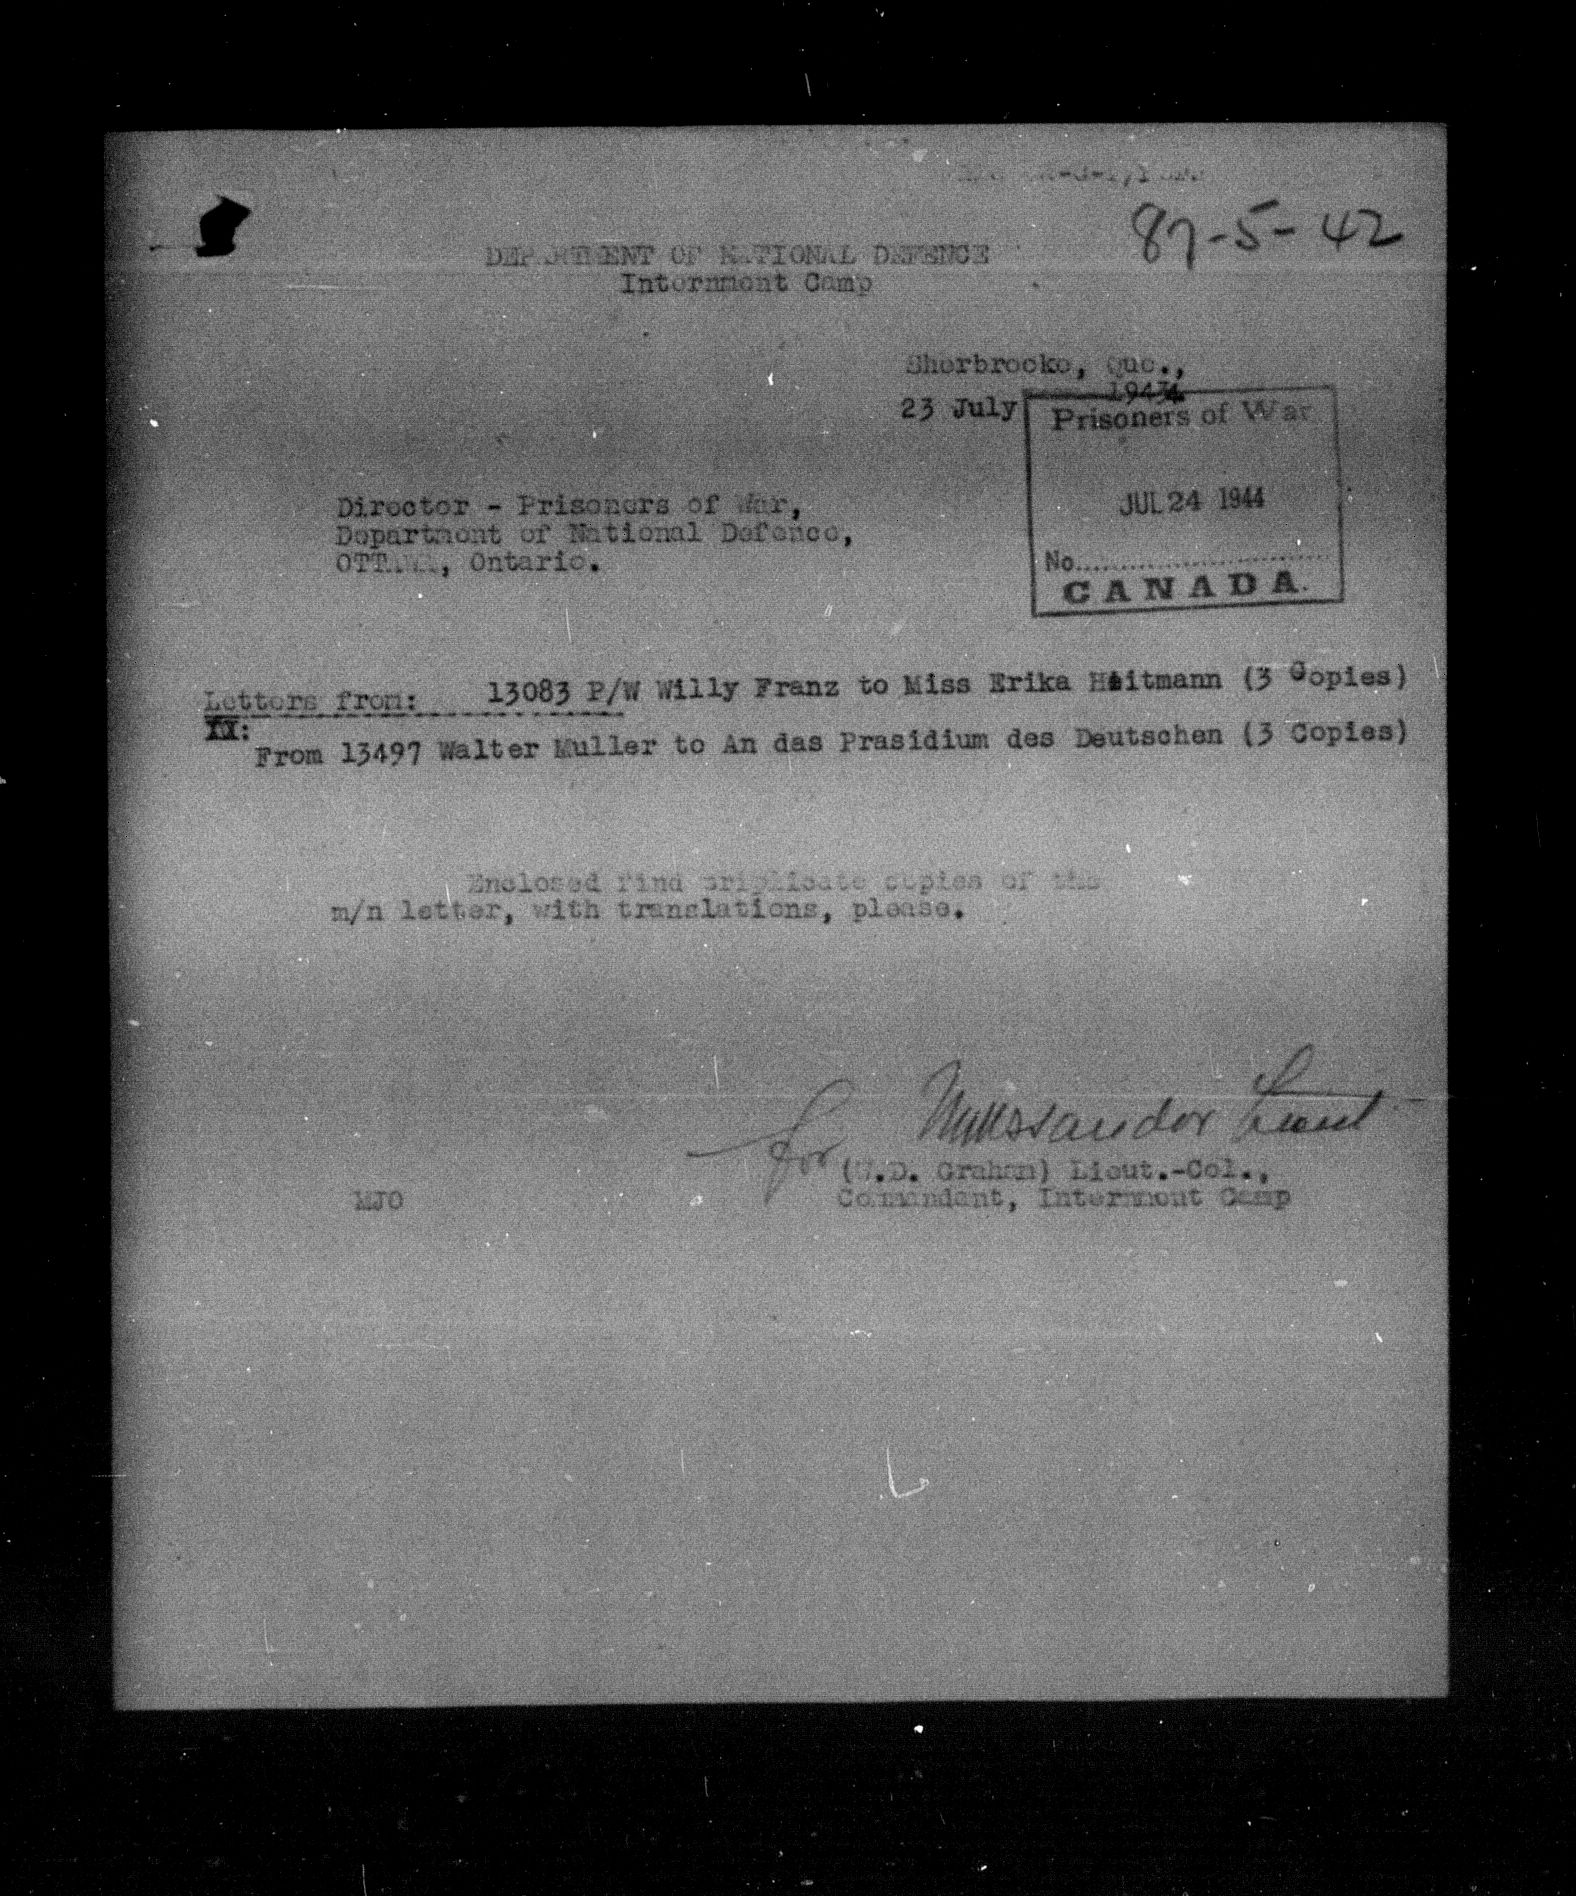 87-5-42
DEPARTMENT OF NATIONAL DEFENCE
Internment Camp
Sherbrooke, Que.,
23 July 1944
Prisoners of War
JUL 24 1944
No.
CANADA.
Director - Prisoners of War,
Department of National Defence,
OTTAWA, Ontario.
Letters from: 13083 P/W Willy Franz to Miss Erika Heitmann (3 Copies)
From 13497 Walter Muller to An das Prasidium des Deutschen (3 Copies)
Enclosed find triplicate copies of the
m/n letter, with translations, please.
for
(W.D. Graham) Lieut.-Col.,
MJO Commandant, Internment Camp